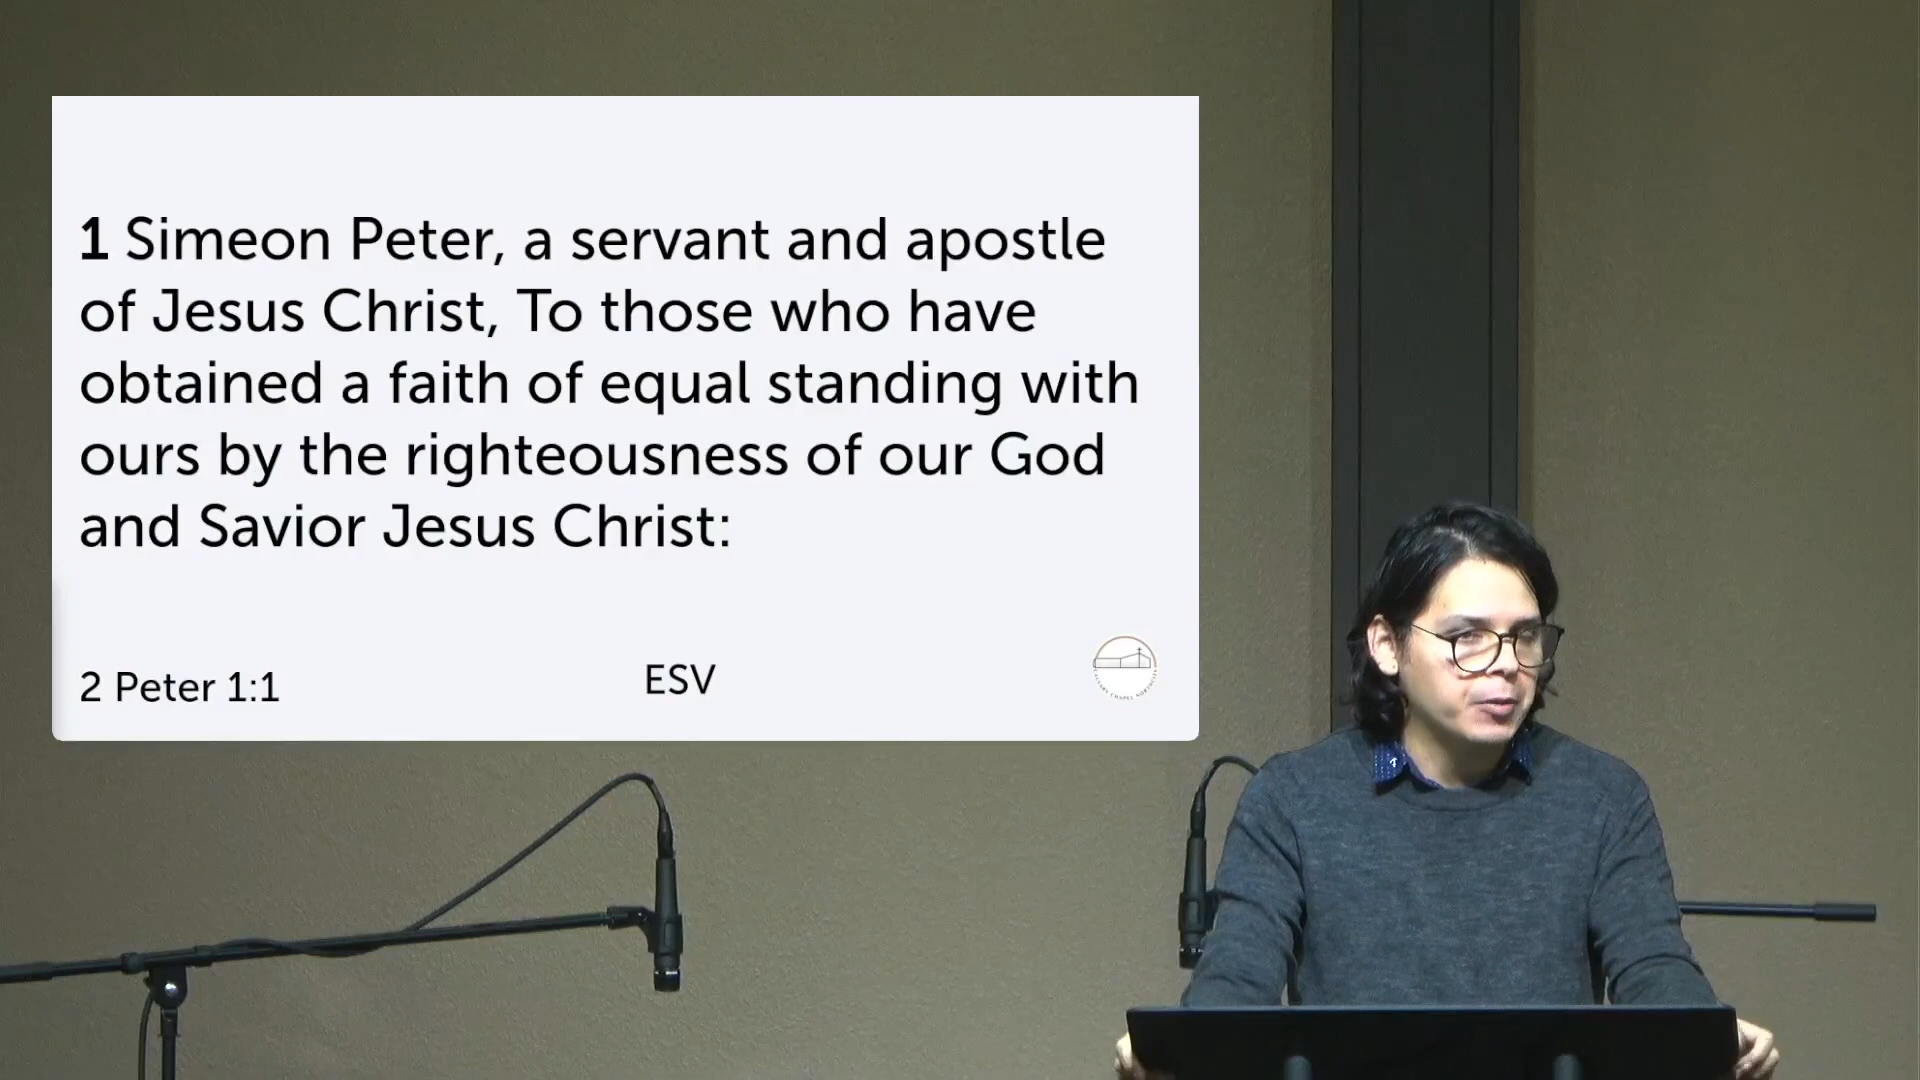 1 Simeon Peter, a servant and apostle
of Jesus Christ, To those who have
obtained a faith of equal standing with
ours by the righteousness of our God
and Savior Jesus Christ:
2 Peter 1:1
ESV